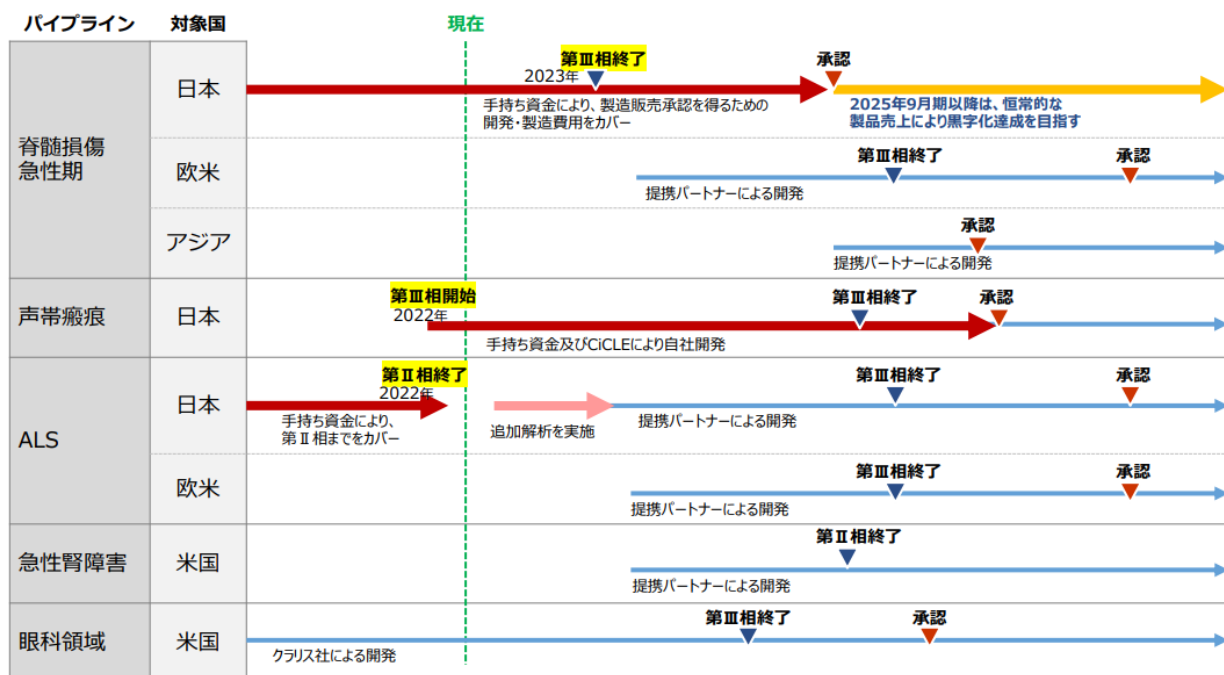 パイプライン 対象国 現在
脊髄損傷
急性期
日本
第Ⅲ相終了
2023年
承認
手持ち資金により、製造販売承認を得るための
開発・製造費用をカバー
2025年9月期以降は、恒常的な
製品売上により黒字化達成を目指す
欧米
第Ⅲ相終了
承認
提携パートナーによる開発
アジア
承認
提携パートナーによる開発
声帯瘢痕
日本
第Ⅲ相開始
2022年
第Ⅲ相終了
承認
手持ち資金及びCiCLEにより自社開発
ALS
日本
第Ⅱ相終了
2022年
第Ⅲ相終了
承認
手持ち資金により、
第Ⅱ相までをカバー
追加解析を実施
提携パートナーによる開発
欧米
第Ⅲ相終了
承認
提携パートナーによる開発
急性腎障害
米国
第Ⅱ相終了
提携パートナーによる開発
眼科領域
米国
第Ⅲ相終了
承認
クラリス社による開発